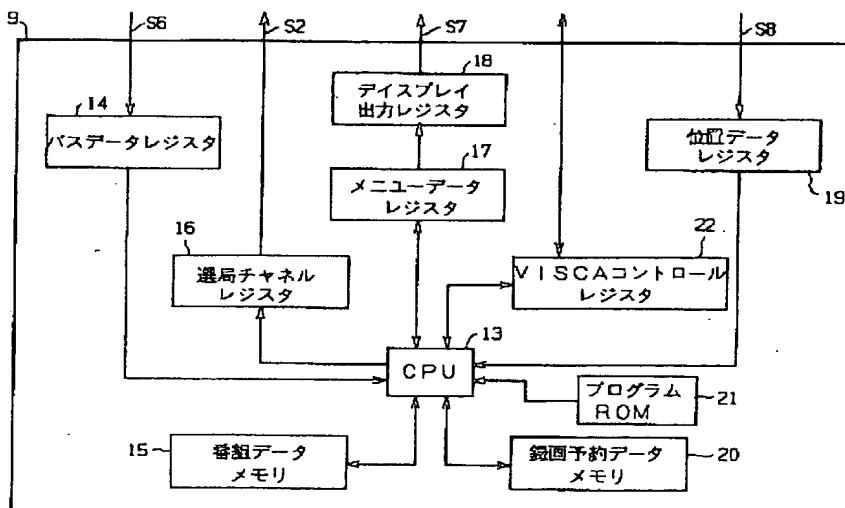 9
S6
S2
S7
S8
14
バスデータレジスタ
18
デイスプレイ
出力レジスタ
位置データ
レジスタ
19
17
メニユーデータ
レジスタ
16
選局チャネル
レジスタ
22
VISCAコントロール
レジスタ
13
CPU
プログラム
ROM
21
15
番組データ
メモリ
録画予約データ
メモリ
20